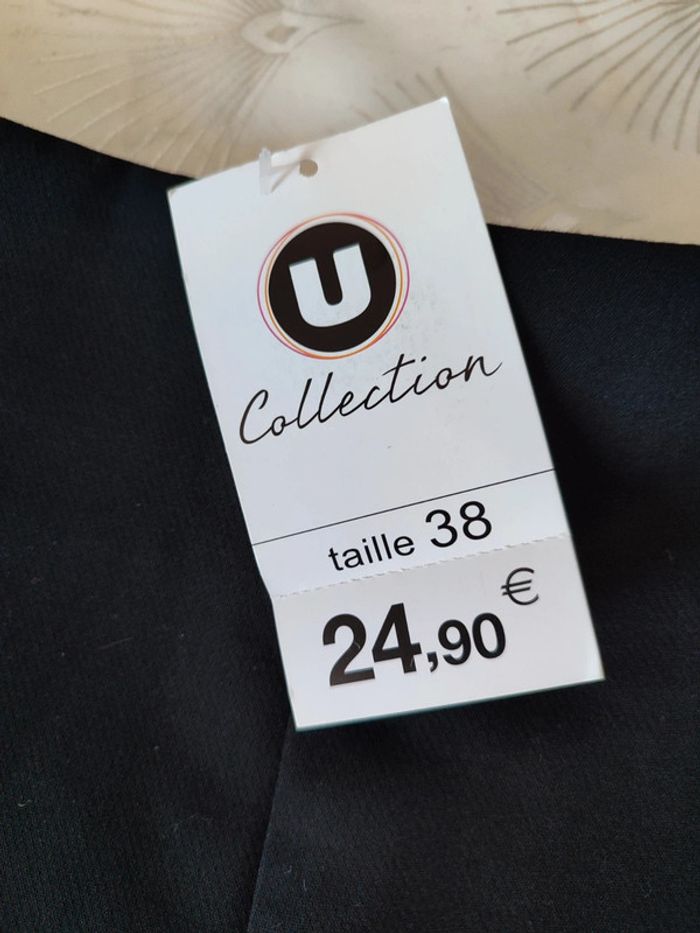 U
Collection
taille 38
24,90 €